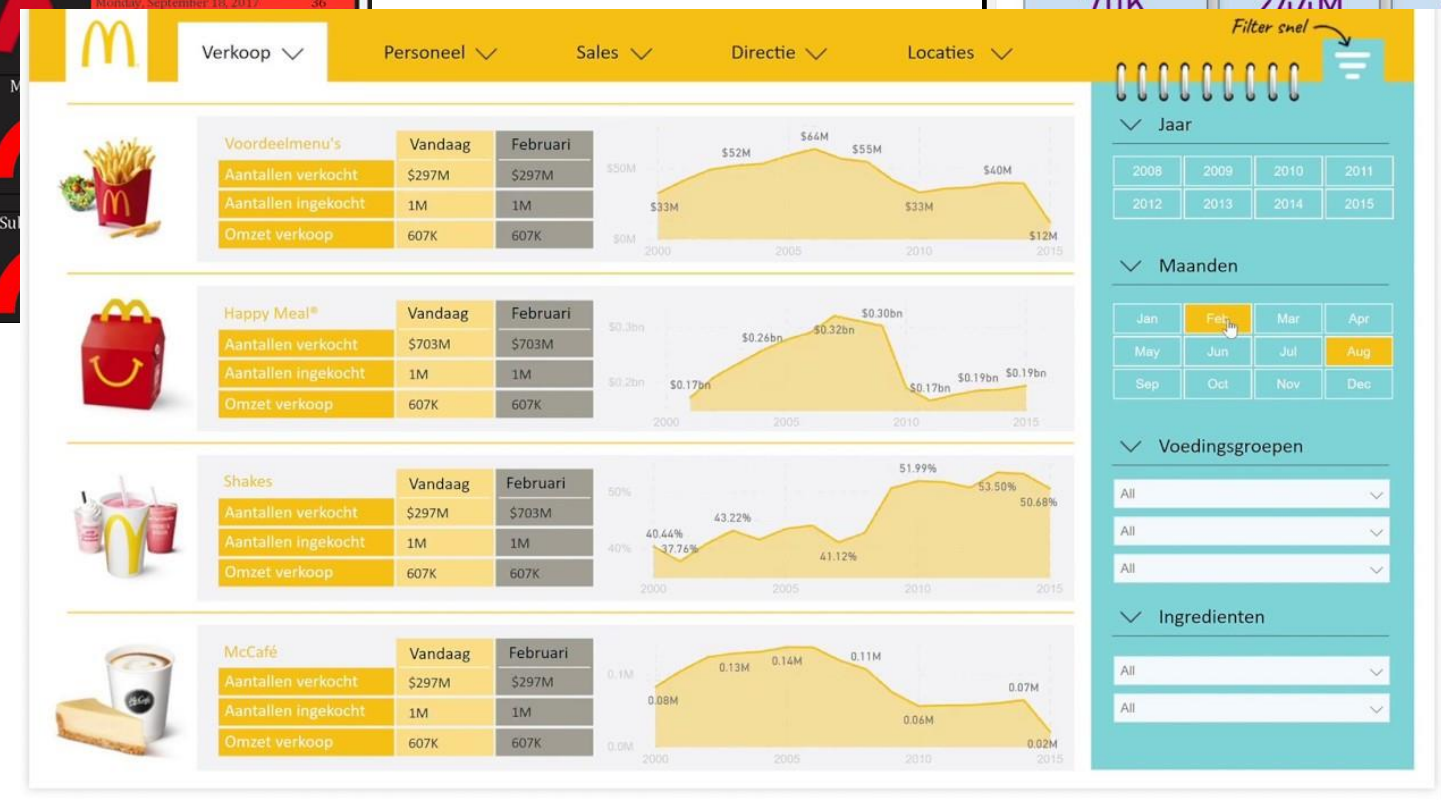 Monday, September 18, 2017 36
70K 244M
Filter snel
Verkoop Personeel Sales Directie Locaties
Voordeelmenu's Vandaag Februari
Aantallen verkocht $297M $297M
Aantallen ingekocht 1M 1M
Omzet verkoop 607K 607K
$50M
$0M
$33M $52M $64M $55M $33M $40M $12M
2000 2005 2010 2015
Happy Meal® Vandaag Februari
Aantallen verkocht $703M $703M
Aantallen ingekocht 1M 1M
Omzet verkoop 607K 607K
$0.3bn
$0.2bn
$0.17bn $0.26bn $0.32bn $0.30bn $0.17bn $0.19bn $0.19bn
2000 2005 2010 2015
Shakes Vandaag Februari
Aantallen verkocht $297M $703M
Aantallen ingekocht 1M 1M
Omzet verkoop 607K 607K
50%
40%
40.44% 37.76% 43.22% 41.12% 51.99% 53.50% 50.68%
2000 2005 2010 2015
McCafé Vandaag Februari
Aantallen verkocht $297M $297M
Aantallen ingekocht 1M 1M
Omzet verkoop 607K 607K
0.1M
0.0M
0.08M 0.13M 0.14M 0.11M 0.06M 0.07M 0.02M
2000 2005 2010 2015
Jaar
2008 2009 2010 2011
2012 2013 2014 2015
Maanden
Jan Feb Mar Apr
May Jun Jul Aug
Sep Oct Nov Dec
Voedingsgroepen
All
All
All
Ingredienten
All
All